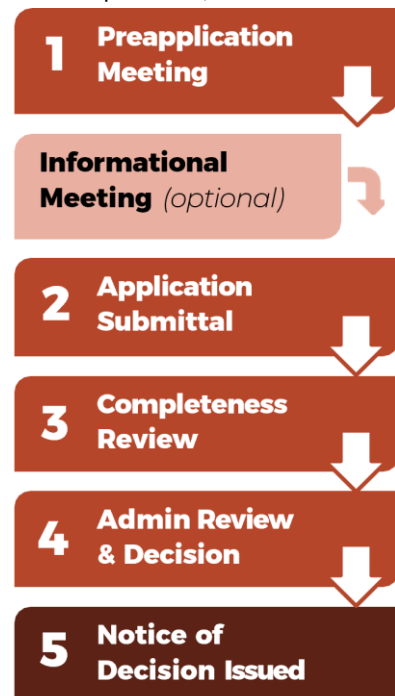 1 Preapplication
Meeting
Informational
Meeting (optional)
2 Application
Submittal
3 Completeness
Review
4 Admin Review
& Decision
5 Notice of
Decision Issued